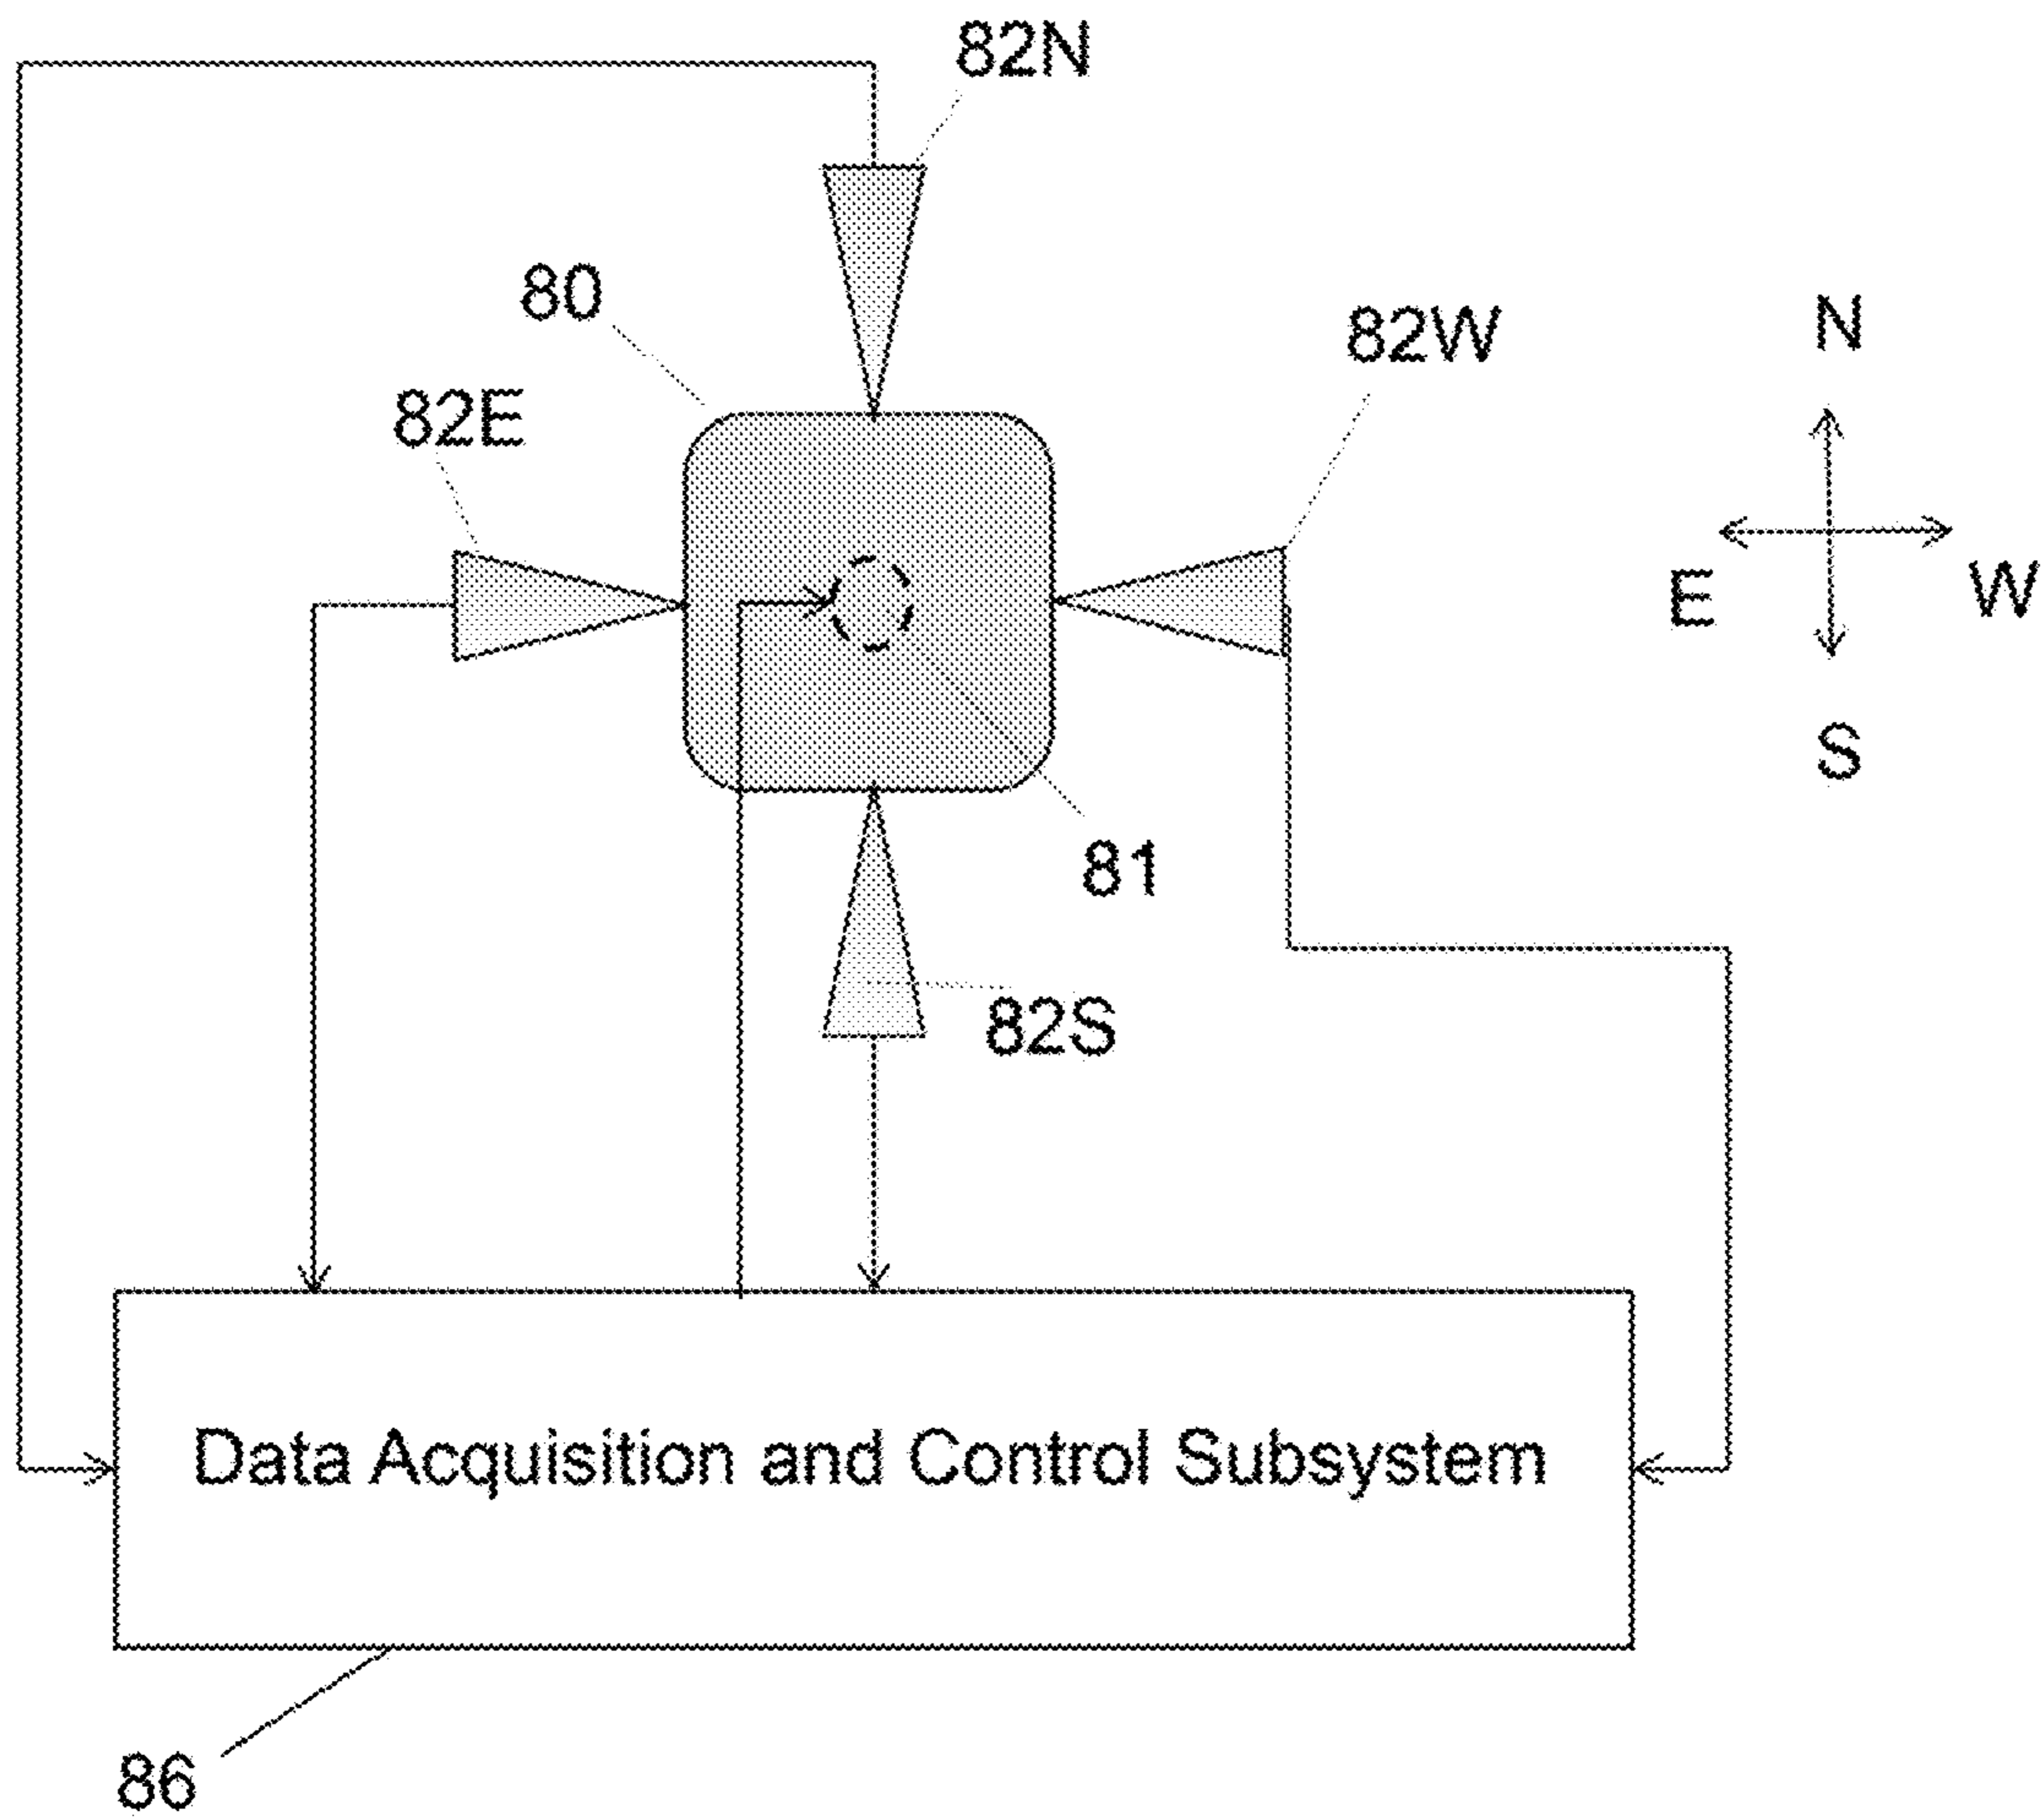 82N
80
82W
N
82E
E
W
S
81
82S
Data Acquisition and Control Subsystem
86